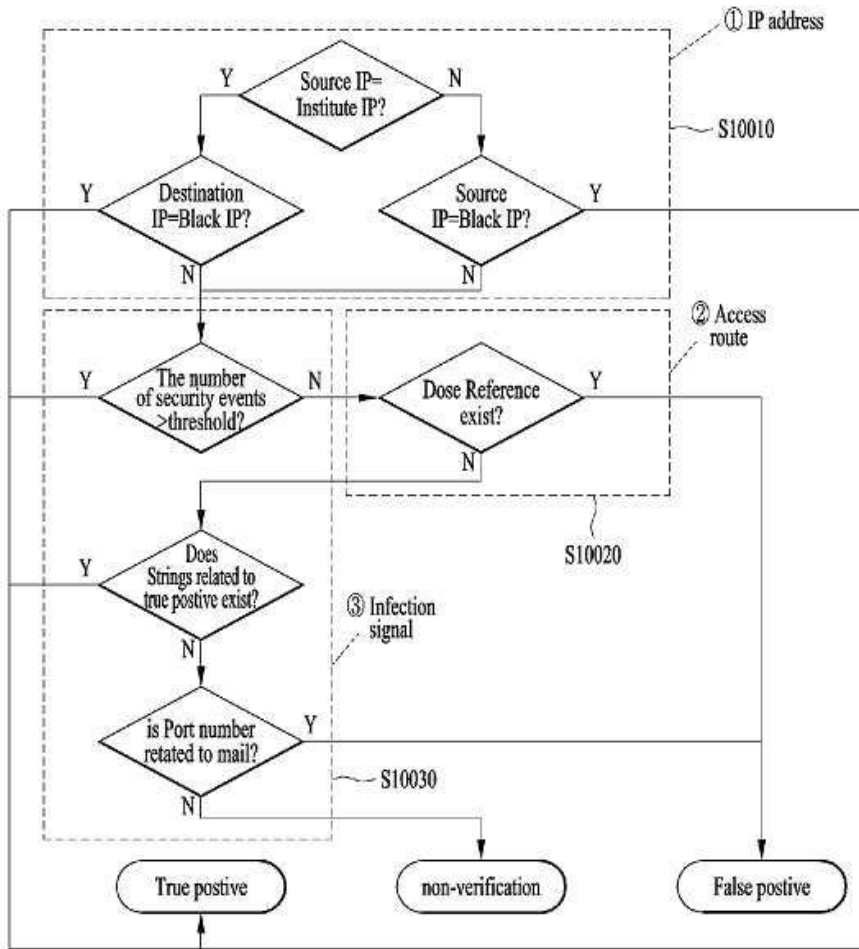 ① IP address
Y
Source IP=
Institute IP?
N
S10010
Y
Destination
IP=Black IP?
Source
IP=Black IP?
Y
N
N
② Access
route
Y
The number
of security events
>threshold?
N
Dose Reference
exist?
Y
N
S10020
Y
Does
Strings related to
true postive exist?
③ Infection
signal
N
is Port number
retated to mail?
Y
S10030
N
True postive
non-verification
False postive